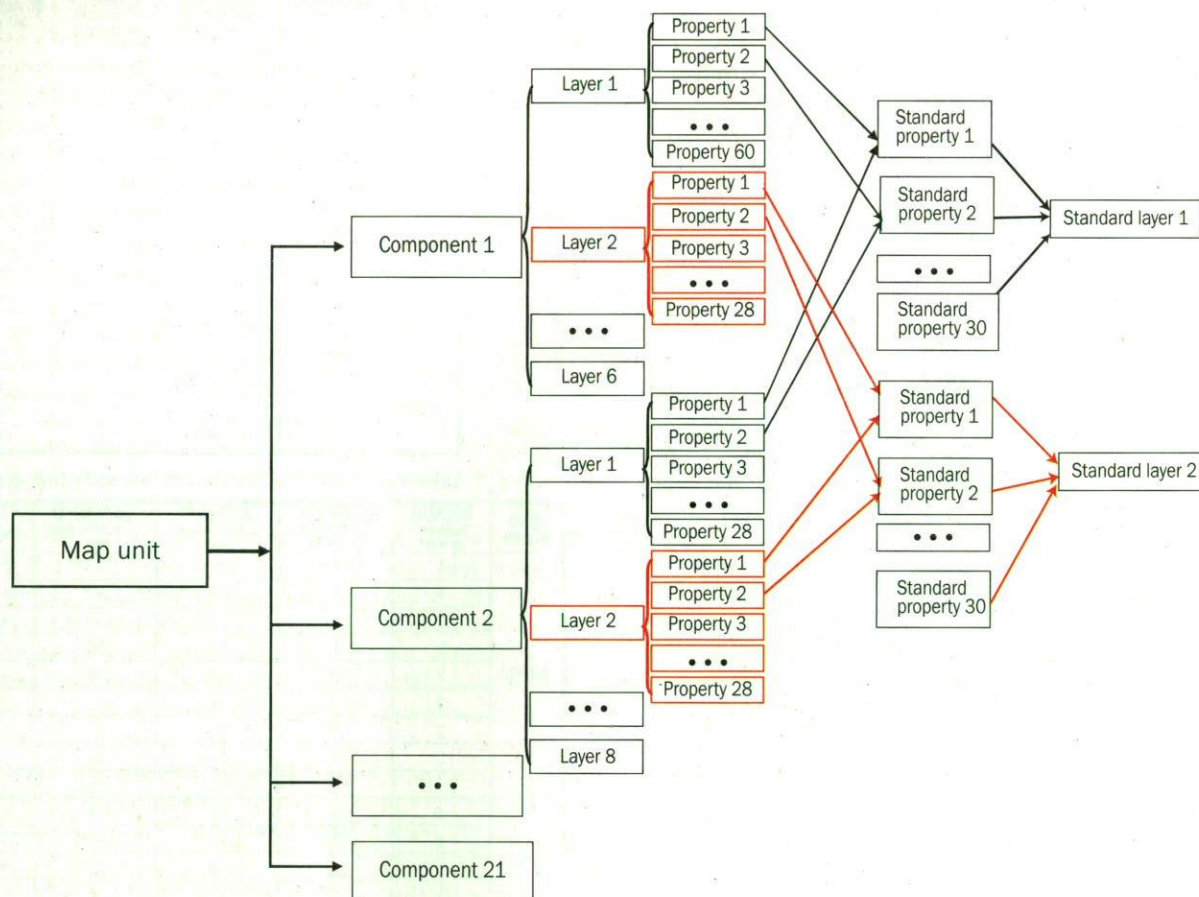 Map unit
Component 1
Component 2
• • •
Component 21
Layer 1
Layer 2
• • •
Layer 6
Layer 1
Layer 2
• • •
Layer 8
Property 1
Property 2
Property 3
• • •
Property 60
Property 1
Property 2
Property 3
• • •
Property 28
Property 1
Property 2
Property 3
• • •
Property 28
Property 1
Property 2
Property 3
• • •
Property 28
Standard
property 1
Standard
property 2
• • •
Standard
property 30
Standard
property 1
Standard
property 2
• • •
Standard
property 30
Standard layer 1
Standard layer 2